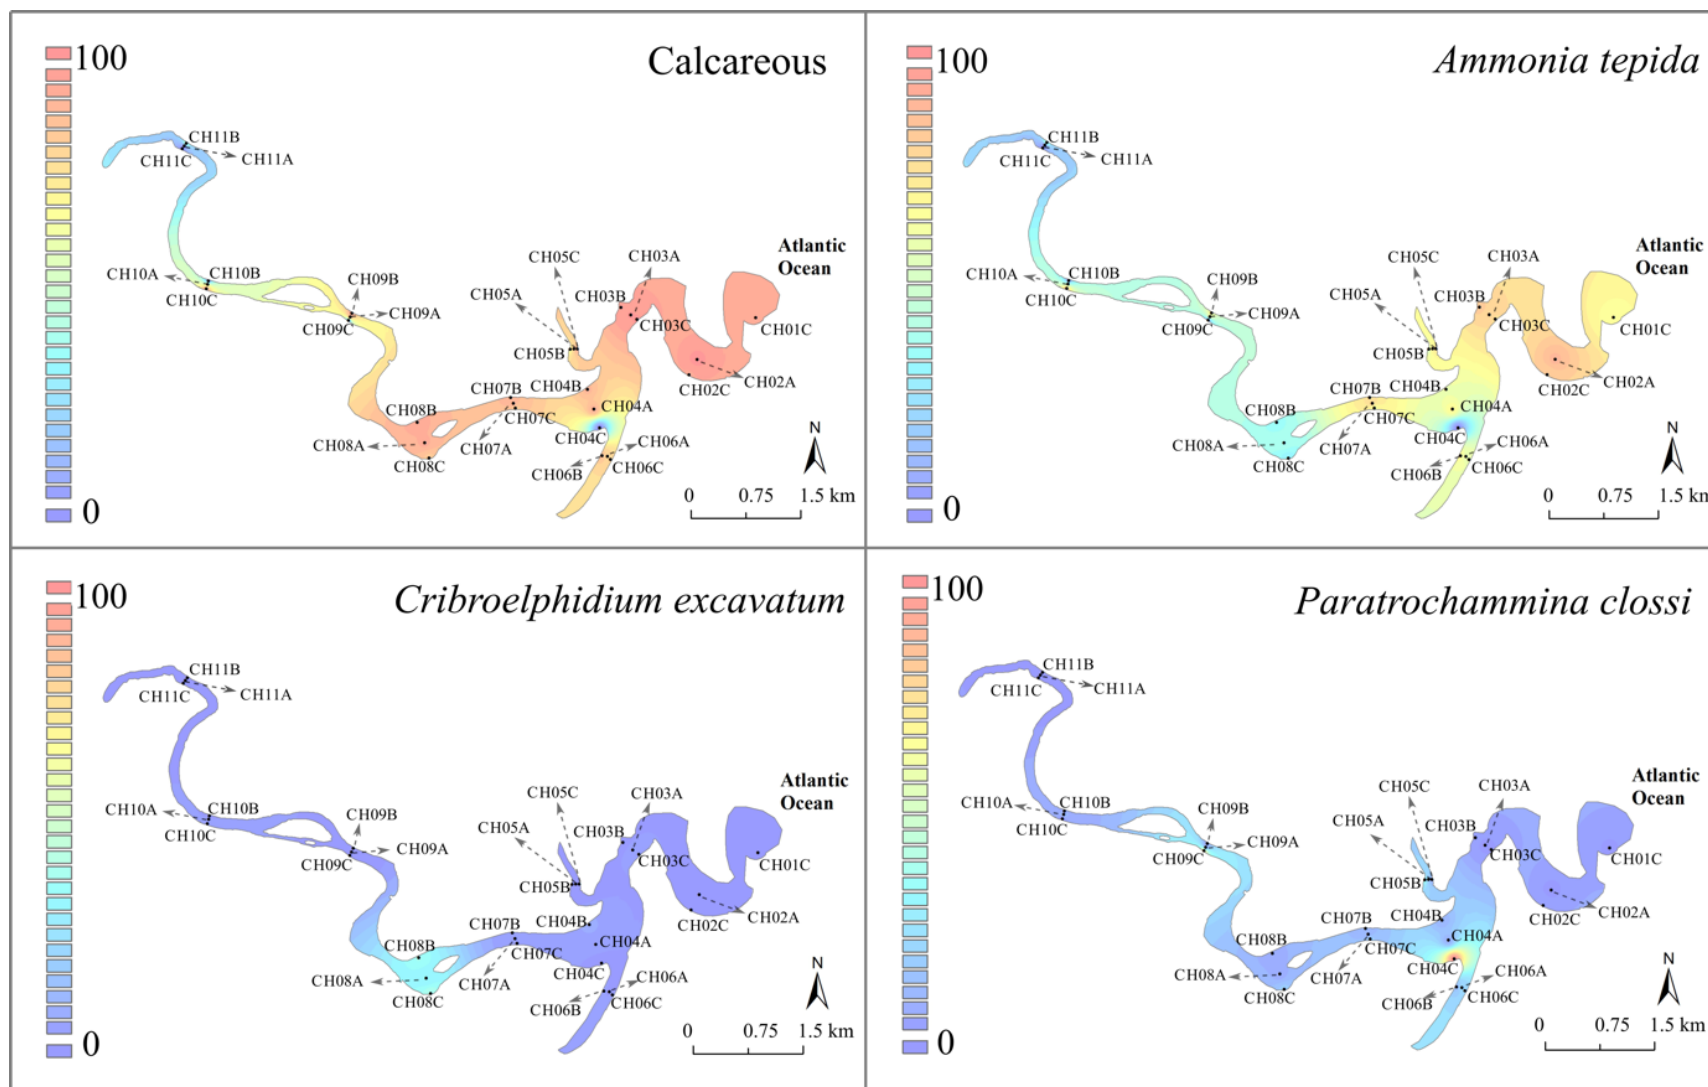 100
Calcareous
CH11B
CH11C
CH11A
CH10A
CH10B
CH10C
CH09B
CH09A
CH09C
CH05C
CH03A
CH05A
CH03B
CH03C
CH05B
Atlantic
Ocean
CH01C
CH02A
CH02C
CH07B
CH04B
CH08B
CH07C
CH04A
CH08A
CH07A
CH04C
CH06A
CH08C
CH06B
CH06C
N
0 0.75 1.5 km
0
100
Ammonia tepida
CH11B
CH11C
CH11A
CH10A
CH10B
CH10C
CH09B
CH09A
CH09C
CH05C
CH03A
CH05A
CH03B
CH03C
CH05B
Atlantic
Ocean
CH01C
CH02A
CH02C
CH07B
CH04B
CH08B
CH07C
CH04A
CH08A
CH07A
CH04C
CH06A
CH08C
CH06B
CH06C
N
0 0.75 1.5 km
0
100
Cribroelphidium excavatum
CH11B
CH11C
CH11A
CH10A
CH10B
CH10C
CH09B
CH09A
CH09C
CH05C
CH03A
CH05A
CH03B
CH03C
CH05B
Atlantic
Ocean
CH01C
CH02A
CH02C
CH07B
CH04B
CH08B
CH07C
CH04A
CH08A
CH07A
CH04C
CH06A
CH08C
CH06B
CH06C
N
0 0.75 1.5 km
0
100
Paratrochammina clossi
CH11B
CH11C
CH11A
CH10A
CH10B
CH10C
CH09B
CH09A
CH09C
CH05C
CH03A
CH05A
CH03B
CH03C
CH05B
Atlantic
Ocean
CH01C
CH02A
CH02C
CH07B
CH04B
CH08B
CH07C
CH04A
CH08A
CH07A
CH04C
CH06A
CH08C
CH06B
CH06C
N
0 0.75 1.5 km
0